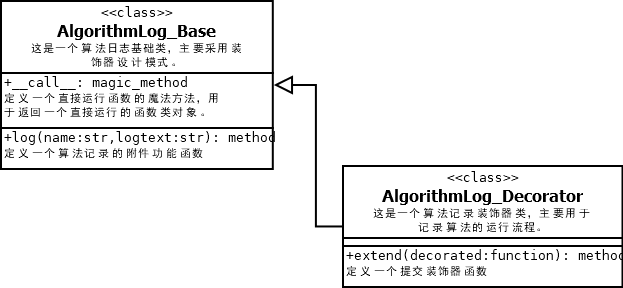 <<class>>
AlgorithmLog_Base
这是一个算法日志基础类，主要采用装
饰器设计模式。
+__call__: magic_method
定义一个直接运行函数的魔法方法，用
于返回一个直接运行的函数类对象。
+log(name:str,logtext:str): method
定义一个算法记录的附件功能函数
<<class>>
AlgorithmLog_Decorator
这是一个算法记录装饰器类，主要用于
记录算法的运行流程。
+extend(decorated:function): method
定义一个提交装饰器函数